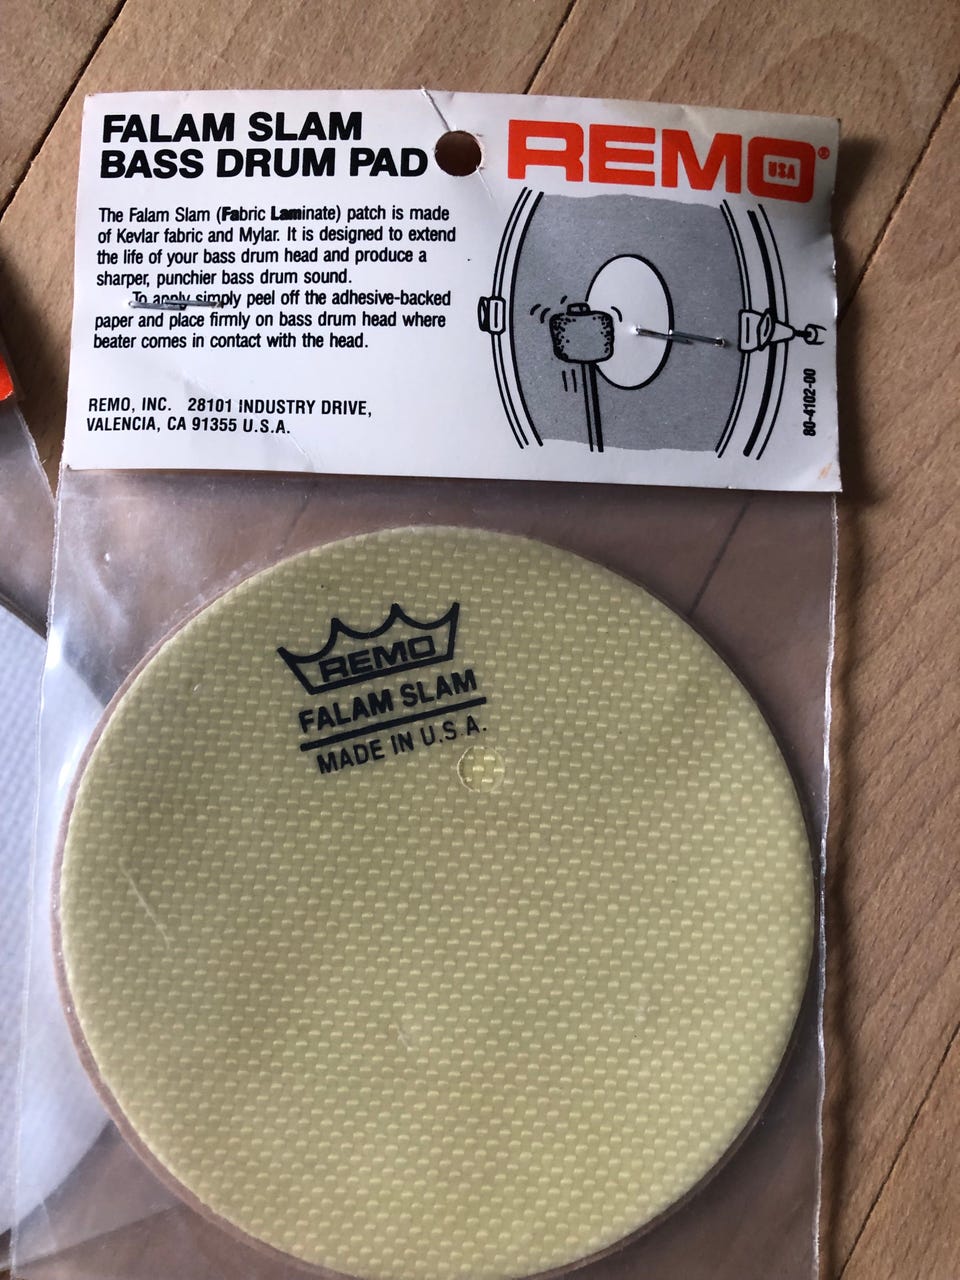 FALAM SLAM
BASS DRUM PAD
REMO®
USA
The Falam Slam (Fabric Laminate) patch is made
of Kevlar fabric and Mylar. It is designed to extend
the life of your bass drum head and produce a
sharper, punchier bass drum sound.
To apply simply peel off the adhesive-backed
paper and place firmly on bass drum head where
beater comes in contact with the head.
REMO, INC. 28101 INDUSTRY DRIVE,
VALENCIA, CA 91355 U.S.A.
80-4102-00
REMO
FALAM SLAM
MADE IN U.S.A.